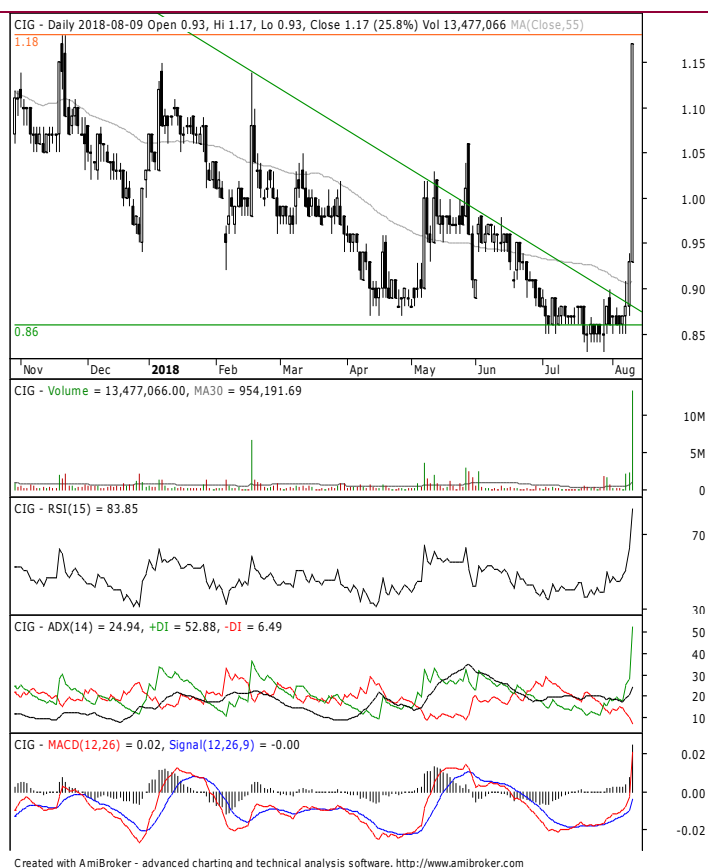 CIG - Daily 2018-08-09 Open 0.93, Hi 1.17, Lo 0.93, Close 1.17 (25.8%) Vol 13,477,066 MA(Close,55)
1.18
1.15
1.10
1.05
1.00
0.95
0.90
0.86
0.85
Nov Dec 2018 Feb Mar Apr May Jun Jul Aug
CIG - Volume = 13,477,066.00, MA30 = 954,191.69
10M
5M
0
CIG - RSI(15) = 83.85
70
30
CIG - ADX(14) = 24.94, +DI = 52.88, -DI = 6.49
50
40
30
20
10
CIG - MACD(12,26) = 0.02, Signal(12,26,9) = -0.00
0.02
0.00
-0.02
Created with AmiBroker - advanced charting and technical analysis software. http://www.amibroker.com